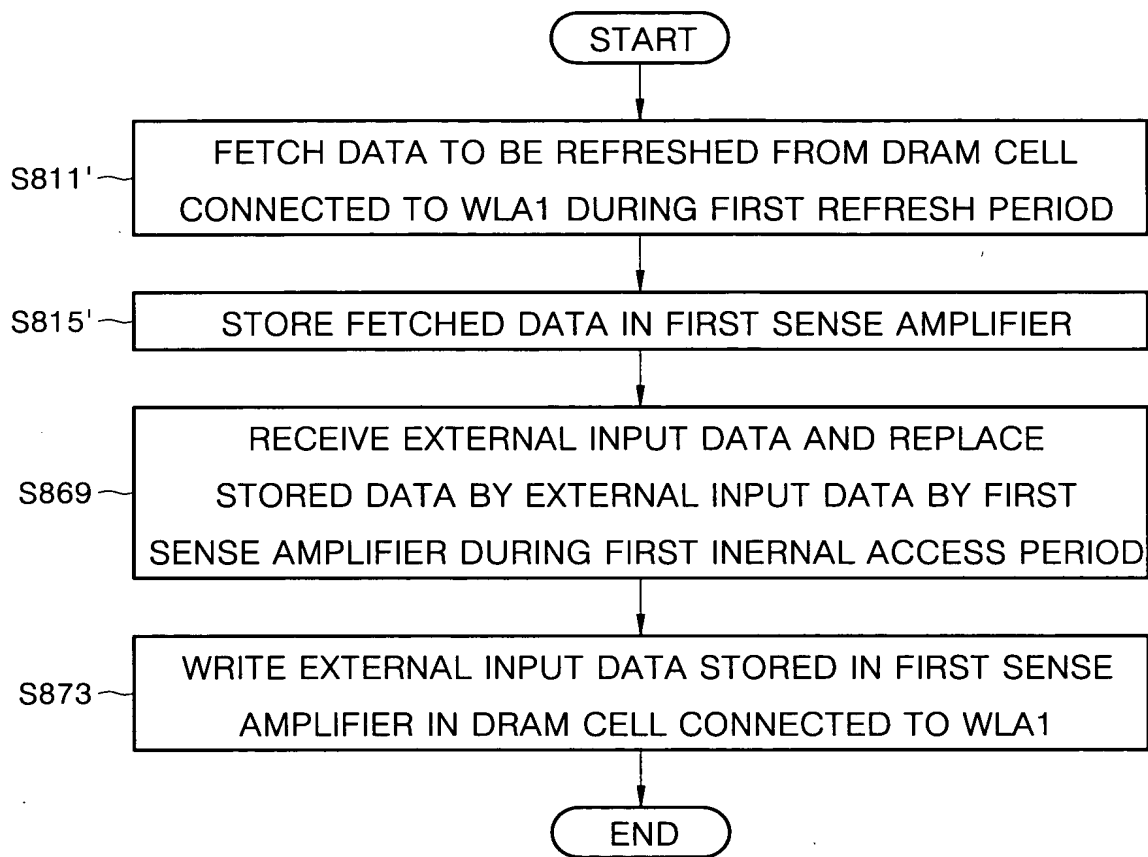 START
S811'
FETCH DATA TO BE REFRESHED FROM DRAM CELL
CONNECTED TO WLA1 DURING FIRST REFRESH PERIOD
S815'
STORE FETCHED DATA IN FIRST SENSE AMPLIFIER
S869
RECEIVE EXTERNAL INPUT DATA AND REPLACE
STORED DATA BY EXTERNAL INPUT DATA BY FIRST
SENSE AMPLIFIER DURING FIRST INERNAL ACCESS PERIOD
S873
WRITE EXTERNAL INPUT DATA STORED IN FIRST SENSE
AMPLIFIER IN DRAM CELL CONNECTED TO WLA1
END